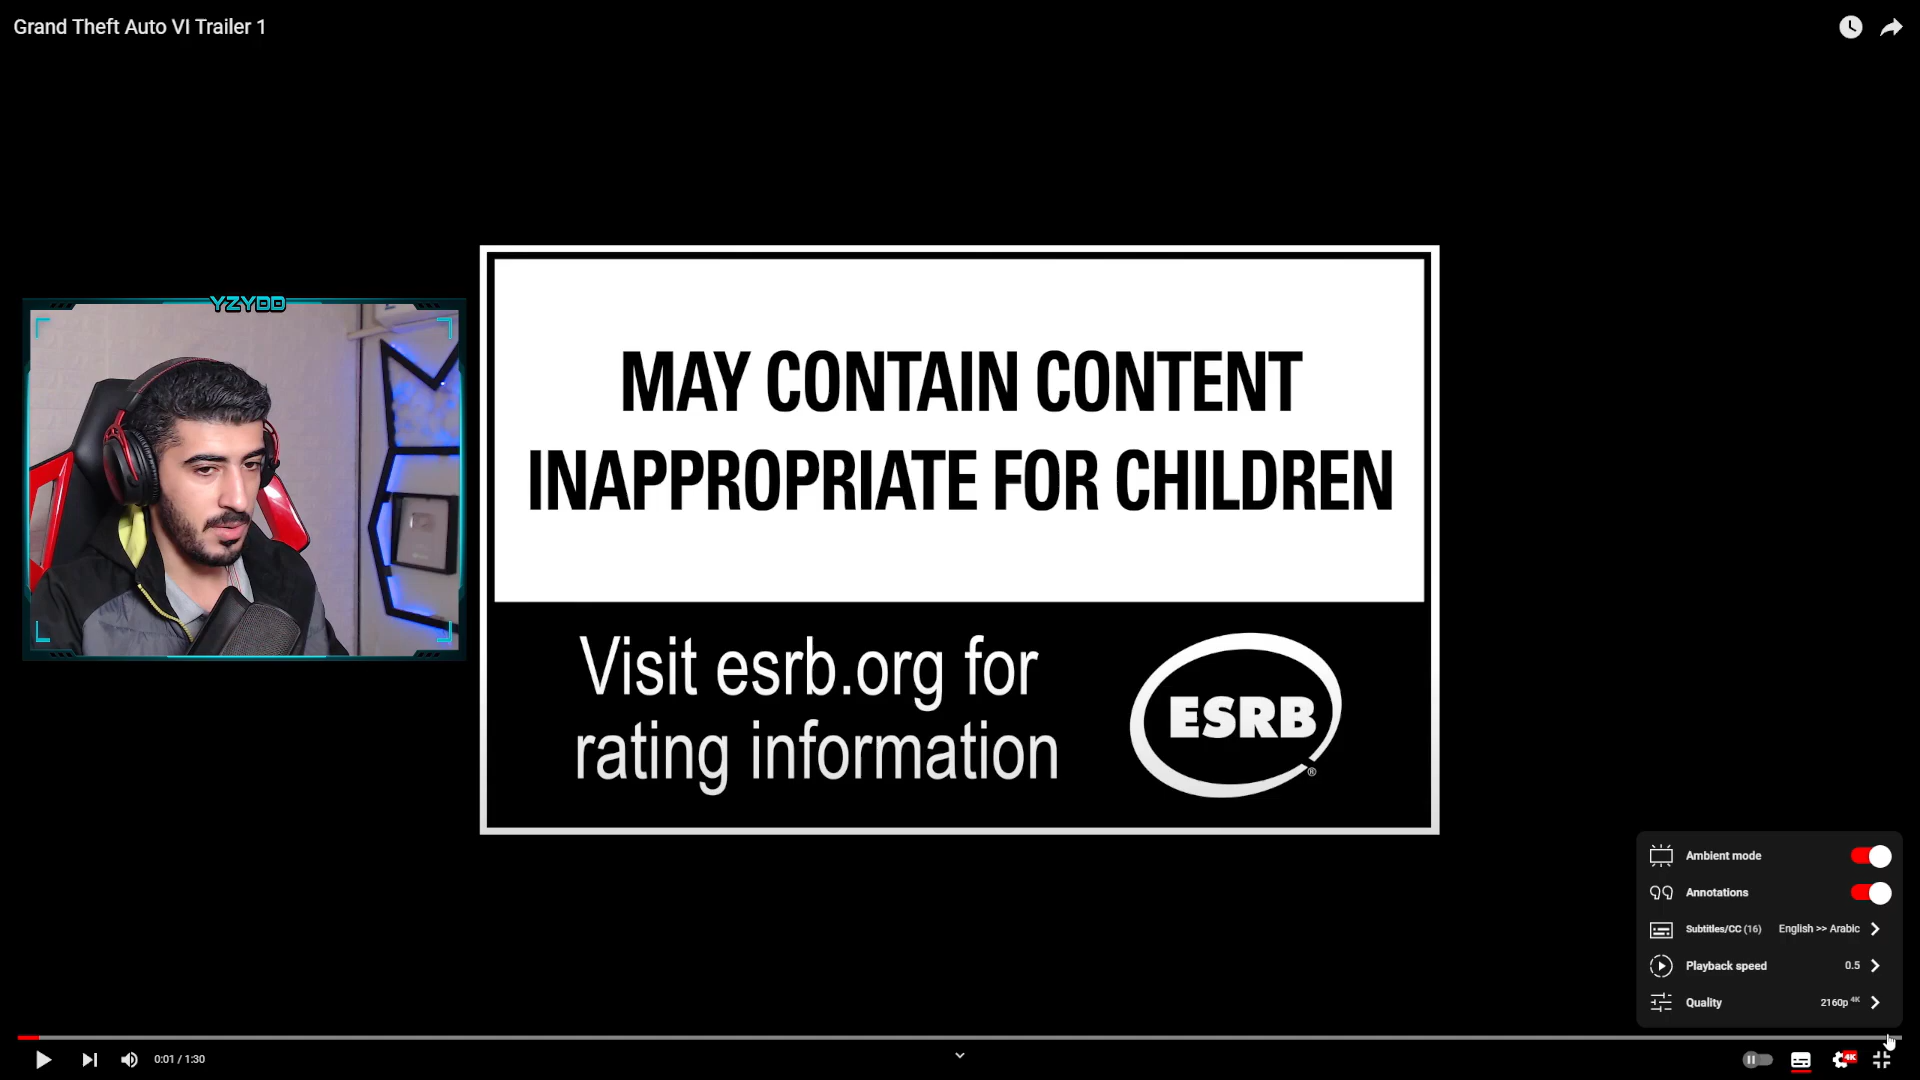 Grand Theft Auto VI Trailer 1
YZYDD
MAY CONTAIN CONTENT
INAPPROPRIATE FOR CHILDREN
Visit esrb.org for
rating information
ESRB
®
Ambient mode
Annotations
Subtitles/CC (16) English >> Arabic
Playback speed 0.5
Quality 2160p 4K
0:01 / 1:30
4K